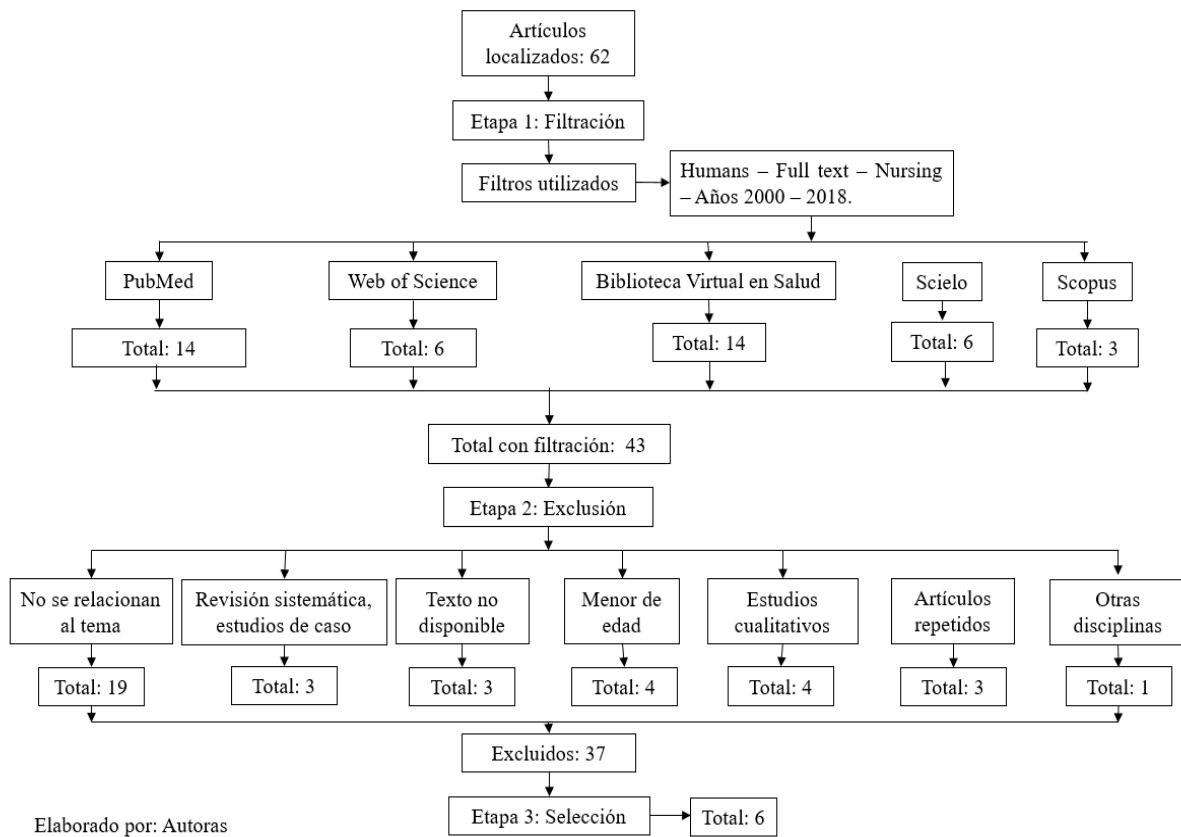 Artículos
localizados: 62
Etapa 1: Filtración
Filtros utilizados
Humans – Full text – Nursing
– Años 2000 – 2018.
PubMed
Web of Science
Biblioteca Virtual en Salud
Scielo
Scopus
Total: 14
Total: 6
Total: 14
Total: 6
Total: 3
Total con filtración: 43
Etapa 2: Exclusión
No se relacionan
al tema
Revisión sistemática,
estudios de caso
Texto no
disponible
Menor de
edad
Estudios
cualitativos
Artículos
repetidos
Otras
disciplinas
Total: 19
Total: 3
Total: 3
Total: 4
Total: 4
Total: 3
Total: 1
Excluidos: 37
Etapa 3: Selección
Total: 6
Elaborado por: Autoras